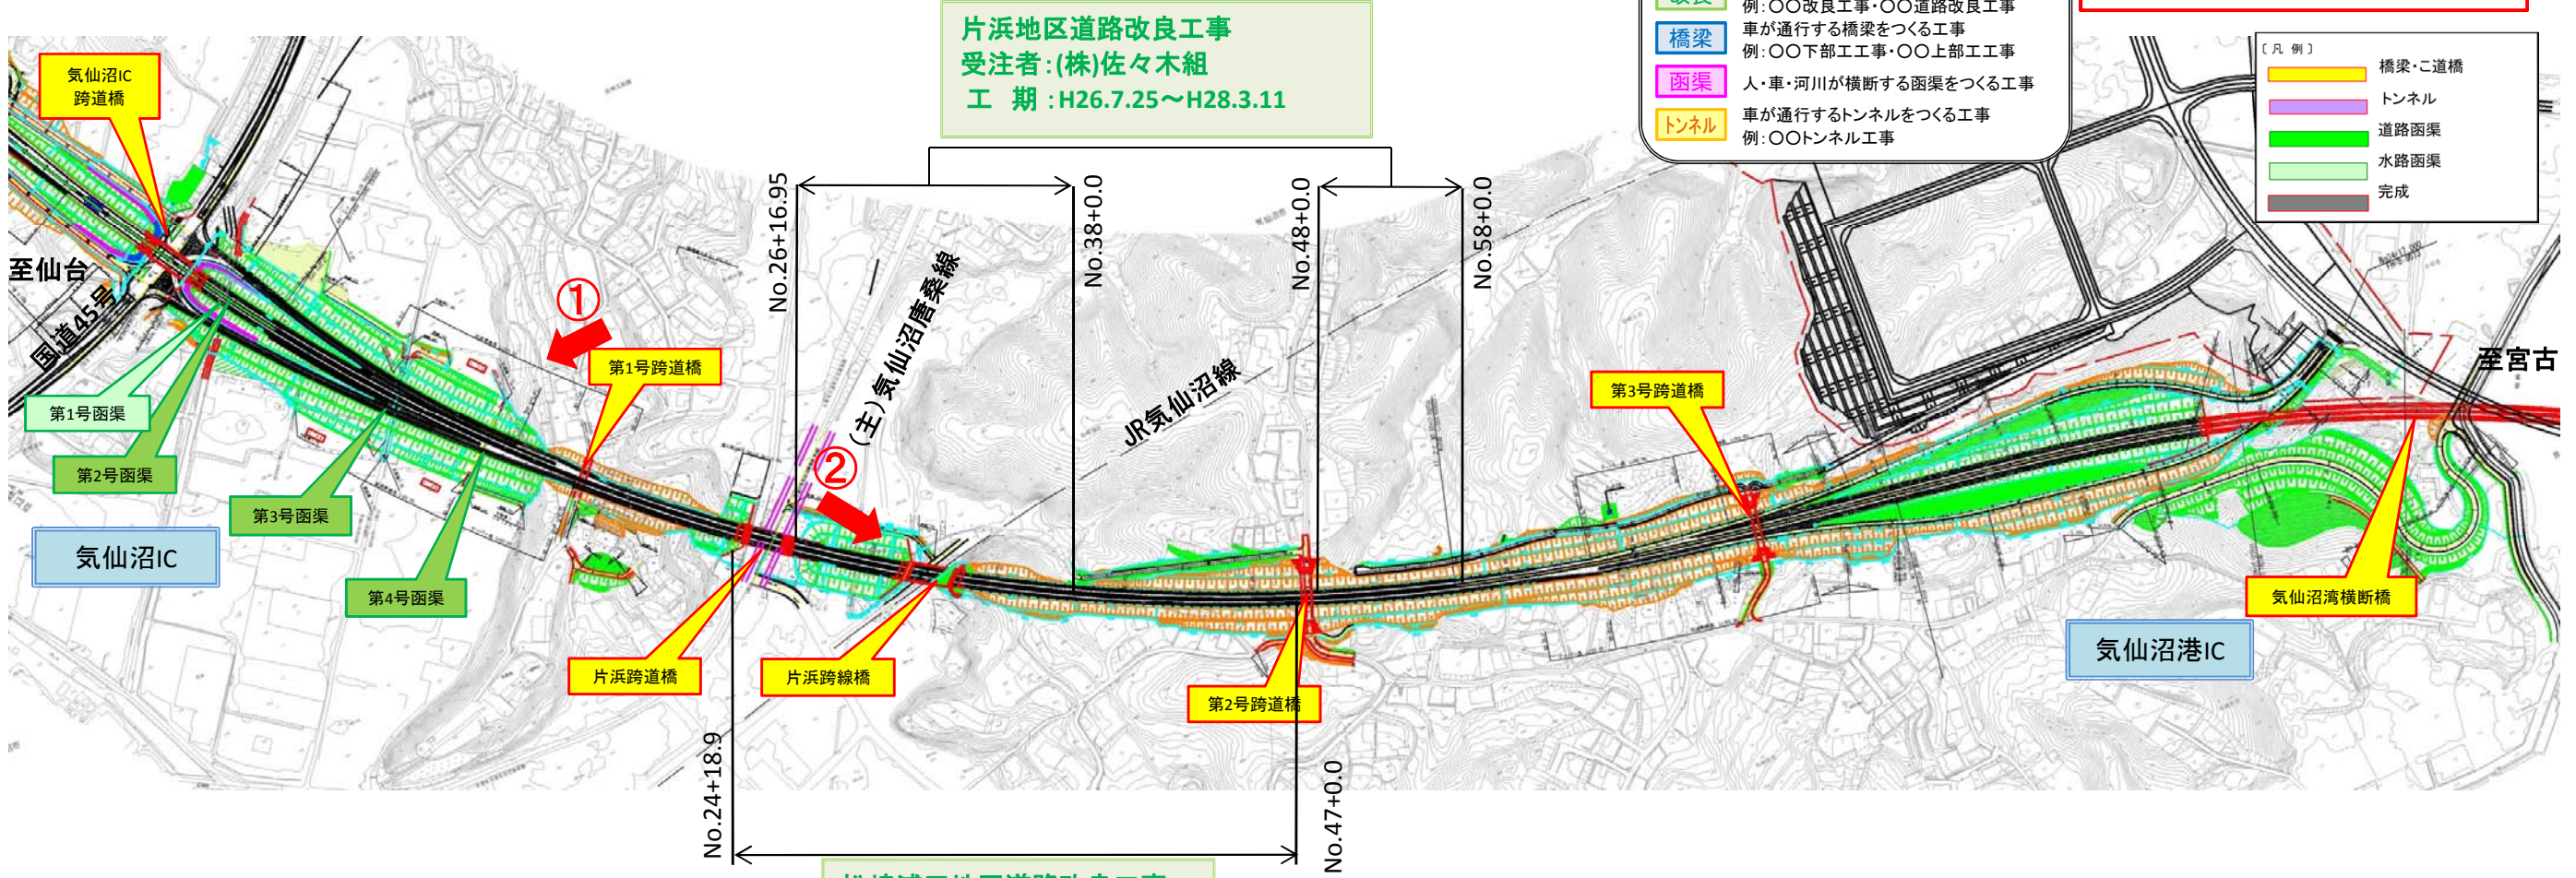 片浜地区道路改良工事
受注者:(株)佐々木組
工 期:H26.7.25～H28.3.11
例:〇〇改良工事・〇〇道路改良工事
橋梁
車が通行する橋梁をつくる工事
例:〇〇下部工工事・〇〇上部工工事
函渠
人・車・河川が横断する函渠をつくる工事
トンネル
車が通行するトンネルをつくる工事
例:〇〇トンネル工事
〔凡 例〕
橋梁・こ道橋
トンネル
道路函渠
水路函渠
完成
気仙沼IC
跨道橋
至仙台
国道45号
①
第1号跨道橋
No.26+16.95
②
(主)気仙沼唐桑線
No.38+0.0
JR気仙沼線
No.48+0.0
No.58+0.0
第3号跨道橋
至宮古
第1号函渠
第2号函渠
第3号函渠
第4号函渠
気仙沼IC
片浜跨道橋
片浜跨線橋
第2号跨道橋
気仙沼湾横断橋
気仙沼港IC
No.24+18.9
No.47+0.0